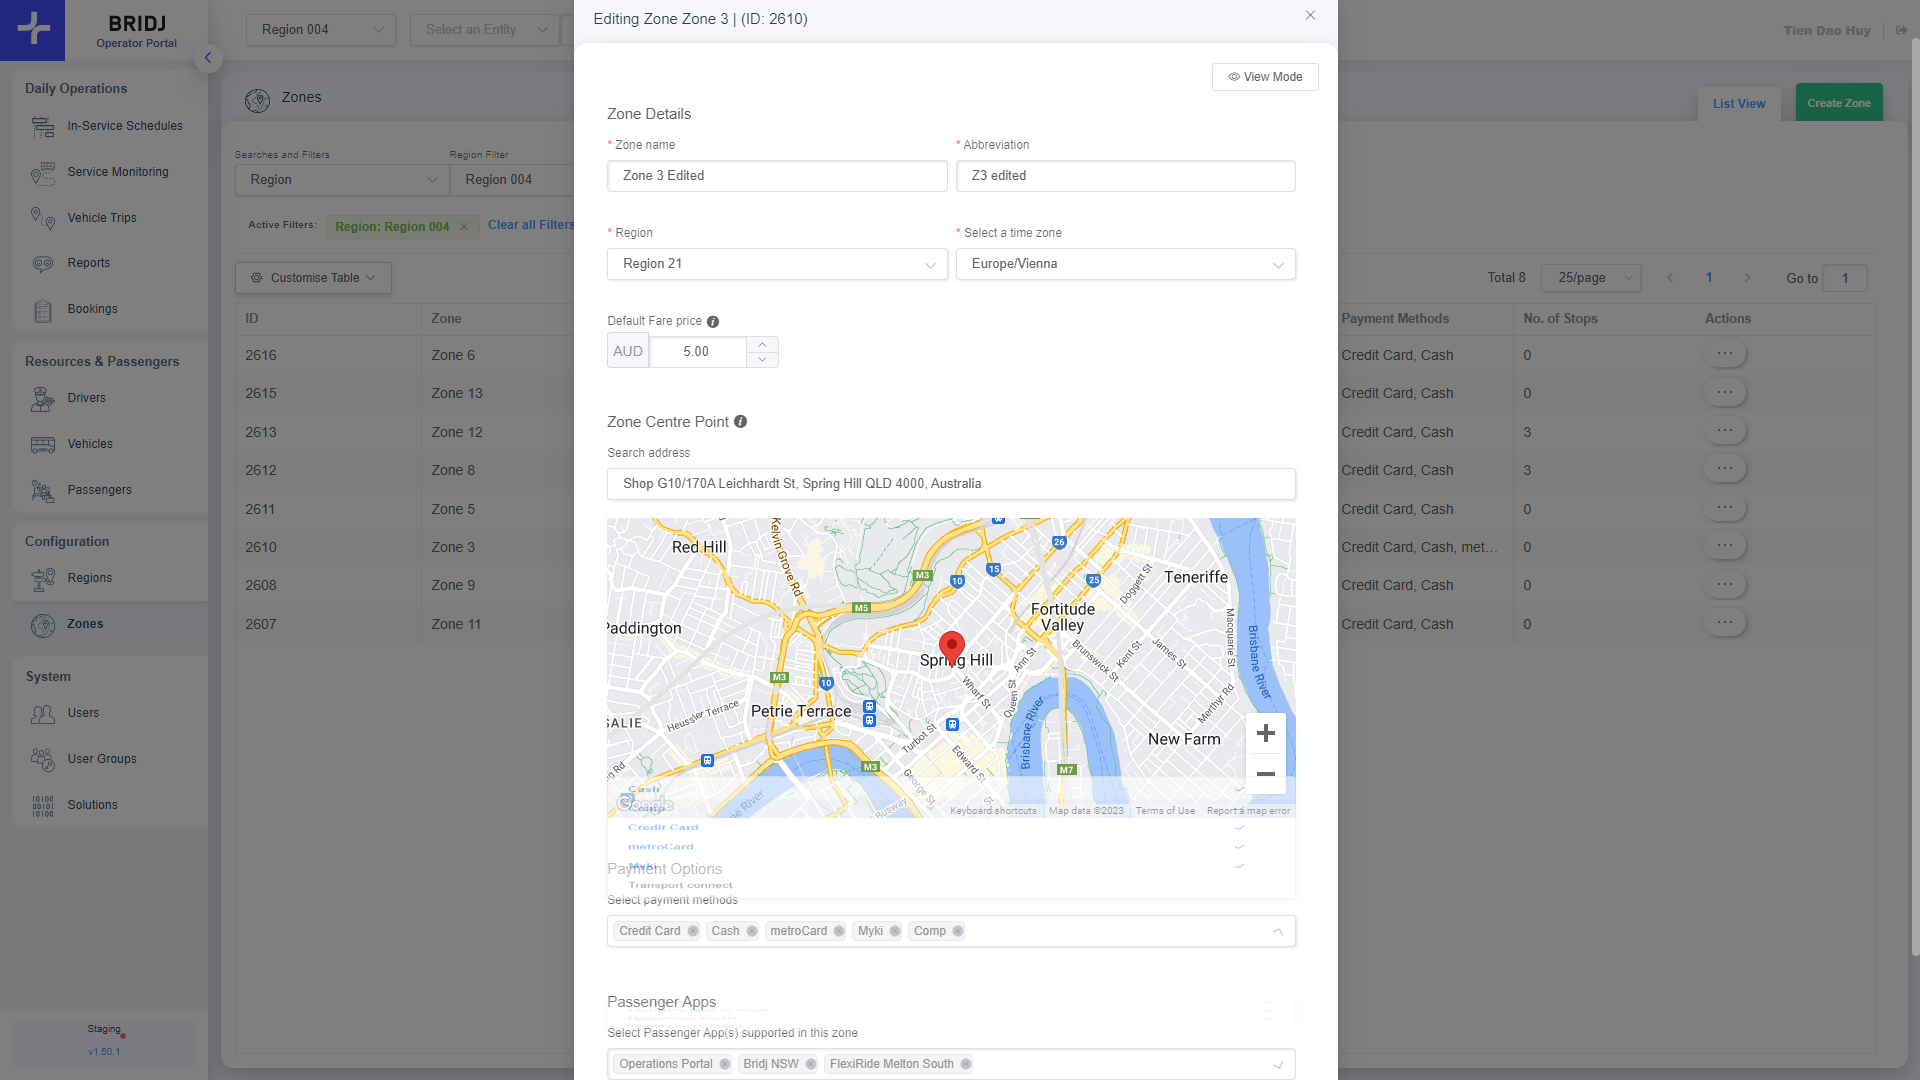 BRIDJ
Operator Portal
Region 004
Select an Entity
Tien Dao Huy
Daily Operations
In-Service Schedules
Service Monitoring
Vehicle Trips
Reports
Bookings
Resources & Passengers
Drivers
Vehicles
Passengers
Configuration
Regions
Zones
System
Users
User Groups
Solutions
Staging
v1.50.1
Zones
List View
Create Zone
Searches and Filters
Region Filter
Region
Region 004
Active Filters:
Region: Region 004
Clear all Filters
Customise Table
Total 8
25/page
1
Go to
1
ID
Zone
Payment Methods
No. of Stops
Actions
2616 Zone 6 Credit Card, Cash 0
2615 Zone 13 Credit Card, Cash 0
2613 Zone 12 Credit Card, Cash 3
2612 Zone 8 Credit Card, Cash 3
2611 Zone 5 Credit Card, Cash 0
2610 Zone 3 Credit Card, Cash, met... 0
2608 Zone 9 Credit Card, Cash 0
2607 Zone 11 Credit Card, Cash 0
Editing Zone Zone 3 | (ID: 2610)
View Mode
Zone Details
* Zone name
* Abbreviation
Zone 3 Edited
Z3 edited
* Region
* Select a time zone
Region 21
Europe/Vienna
Default Fare price
AUD
5.00
Zone Centre Point
Search address
Shop G10/170A Leichhardt St, Spring Hill QLD 4000, Australia
Red Hill
Kelvin Grove Rd
M3
10
15
26
25
Doggett St
Teneriffe
M5
Fortitude
Valley
Macquarie St
Brisbane River
Paddington
Spring Hill
Ann St
Brunswick St
Kent St
James St
M3
10
Wharf St
Queen St
Merthyr Rd
SALIE
Heussler Terrace
Petrie Terrace
Turbot St
Edward St
Brisbane River
New Farm
M3
George St
M7
Busway
Google
Keyboard shortcuts
Map data ©2023
Terms of Use
Report a map error
Cash
Comp
Credit Card
metroCard
Myki
Transport connect
Payment Options
Select payment methods
Credit Card
Cash
metroCard
Myki
Comp
Passenger Apps
Select Passenger App(s) supported in this zone
Operations Portal
Bridj NSW
FlexiRide Melton South